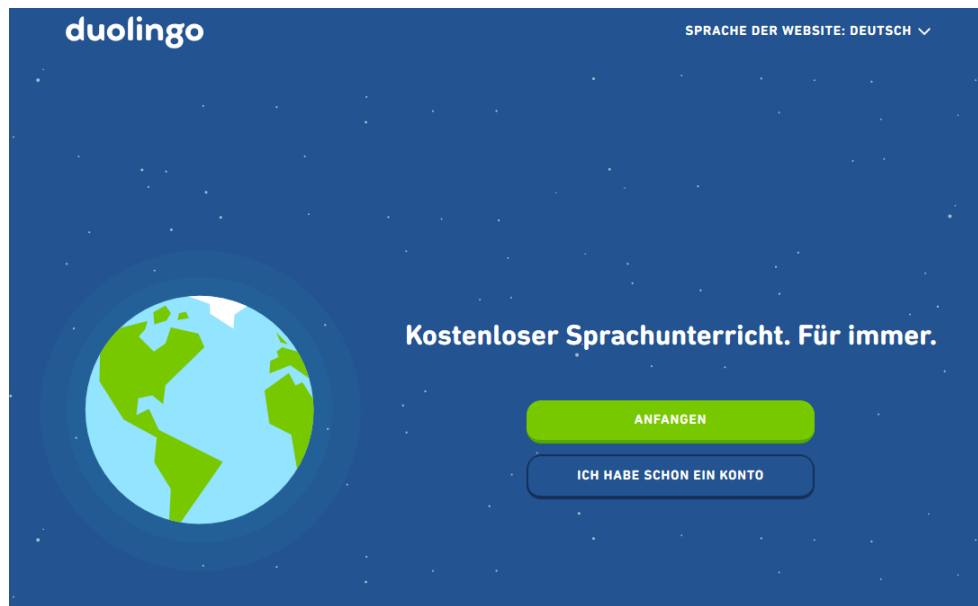 duolingo
SPRACHE DER WEBSITE: DEUTSCH
Kostenloser Sprachunterricht. Für immer.
ANFANGEN
ICH HABE SCHON EIN KONTO